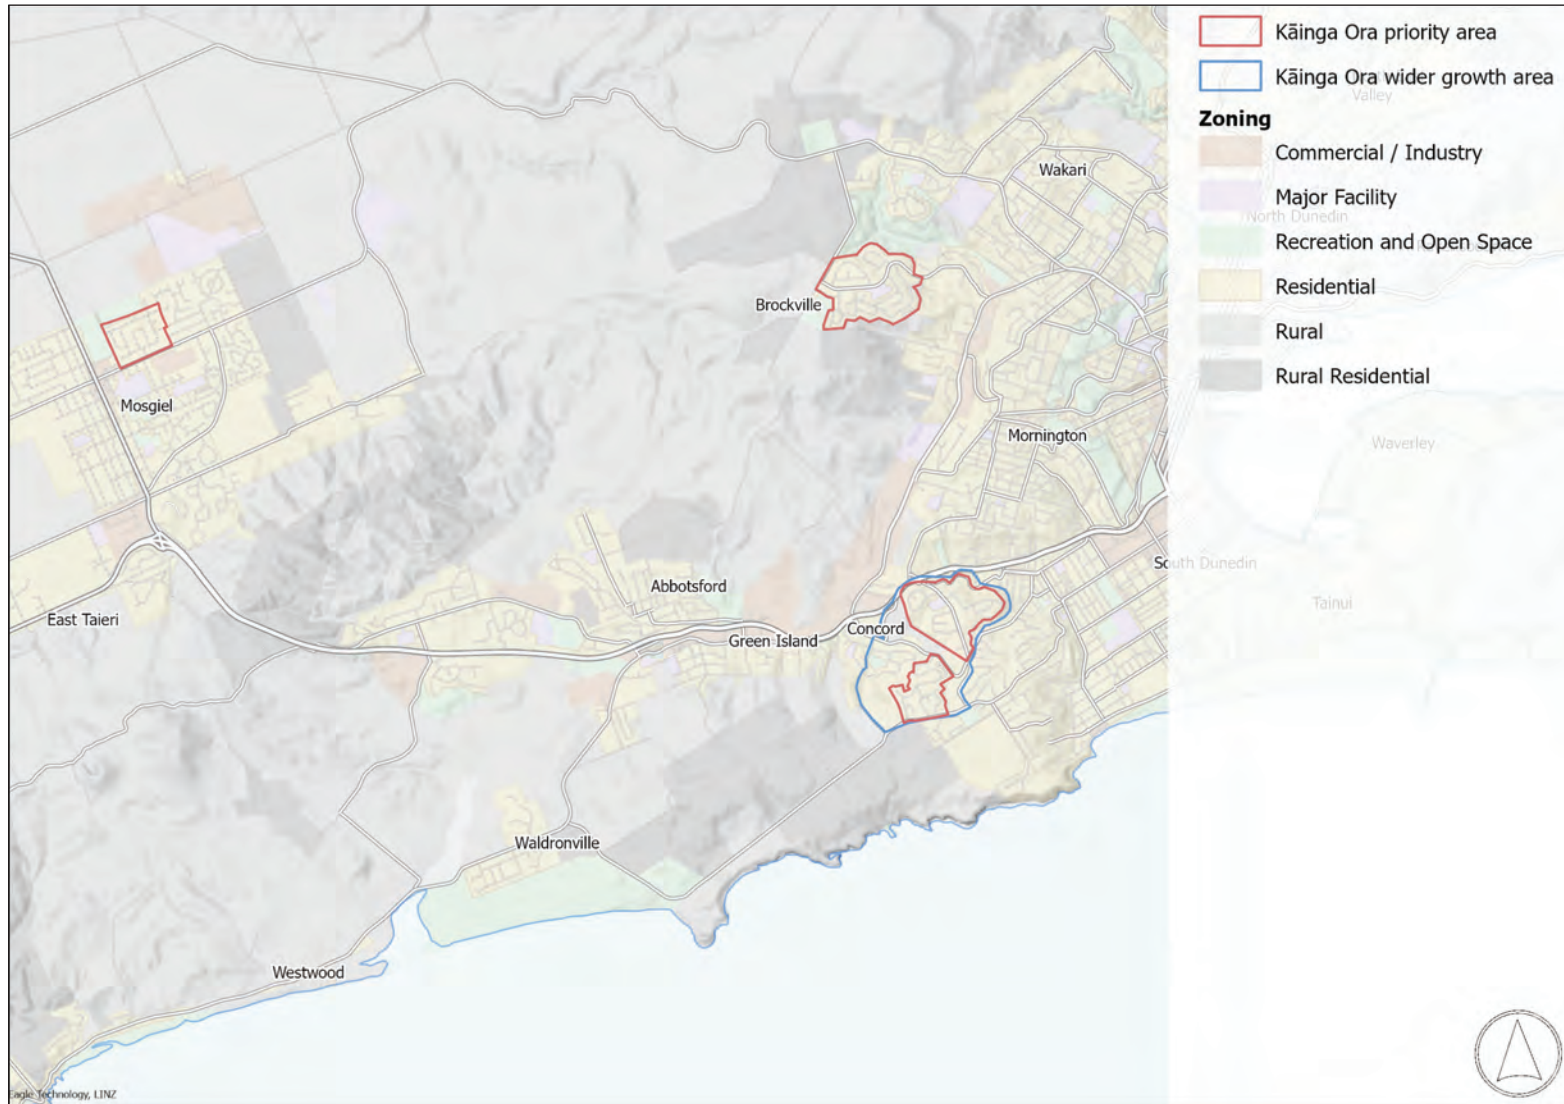 Kāinga Ora priority area
Kāinga Ora wider growth area
Valley
Zoning
Commercial / Industry
Major Facility
North Dunedin
Recreation and Open Space
Residential
Rural
Rural Residential
Wakari
Brockville
Mosgiel
Mornington
Waverley
South Dunedin
Tainui
Abbotsford
East Taieri
Green Island
Concord
Waldronville
Westwood
Eagle Technology, LINZ